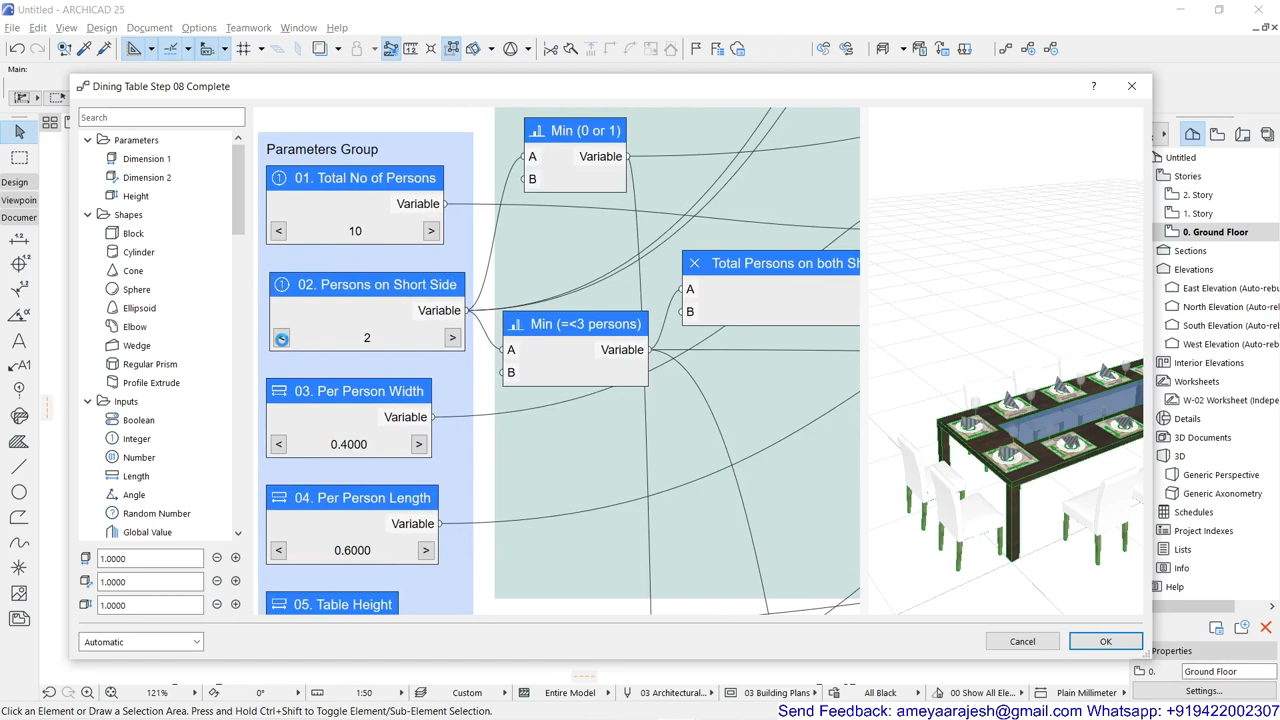 Untitled - ARCHICAD 25
File Edit View Design Document Options Teamwork Window Help
Main:
Dining Table Step 08 Complete
?
Search
Parameters
Dimension 1
Dimension 2
Height
Shapes
Block
Cylinder
Cone
Sphere
Ellipsoid
Elbow
Wedge
Regular Prism
Profile Extrude
Inputs
Boolean
Integer
Number
Length
Angle
Random Number
Global Value
1.0000
1.0000
1.0000
Automatic
Parameters Group
01. Total No of Persons
Variable
< 10 >
02. Persons on Short Side
Variable
2 >
03. Per Person Width
Variable
< 0.4000 >
04. Per Person Length
Variable
< 0.6000 >
05. Table Height
Min (0 or 1)
A Variable
B
Min (=<3 persons)
A Variable
B
Total Persons on both Sh
A
B
Cancel OK
Design
Viewpoin
Documer
Untitled
Stories
2. Story
1. Story
0. Ground Floor
Sections
Elevations
East Elevation (Auto-rebu
North Elevation (Auto-reb
South Elevation (Auto-reb
West Elevation (Auto-reb
Interior Elevations
Worksheets
W-02 Worksheet (Indepe
Details
3D Documents
3D
Generic Perspective
Generic Axonometry
Schedules
Project Indexes
Lists
Info
Help
Properties
0. Ground Floor
Settings...
121% 0° 1:50 Custom Entire Model 03 Architectural... 03 Building Plans All Black 00 Show All Ele... Plain Millimeter
Click an Element or Draw a Selection Area. Press and Hold Ctrl+Shift to Toggle Element/Sub-Element Selection.
Send Feedback: ameyaarajesh@gmail.com Whatsapp: +919422002307